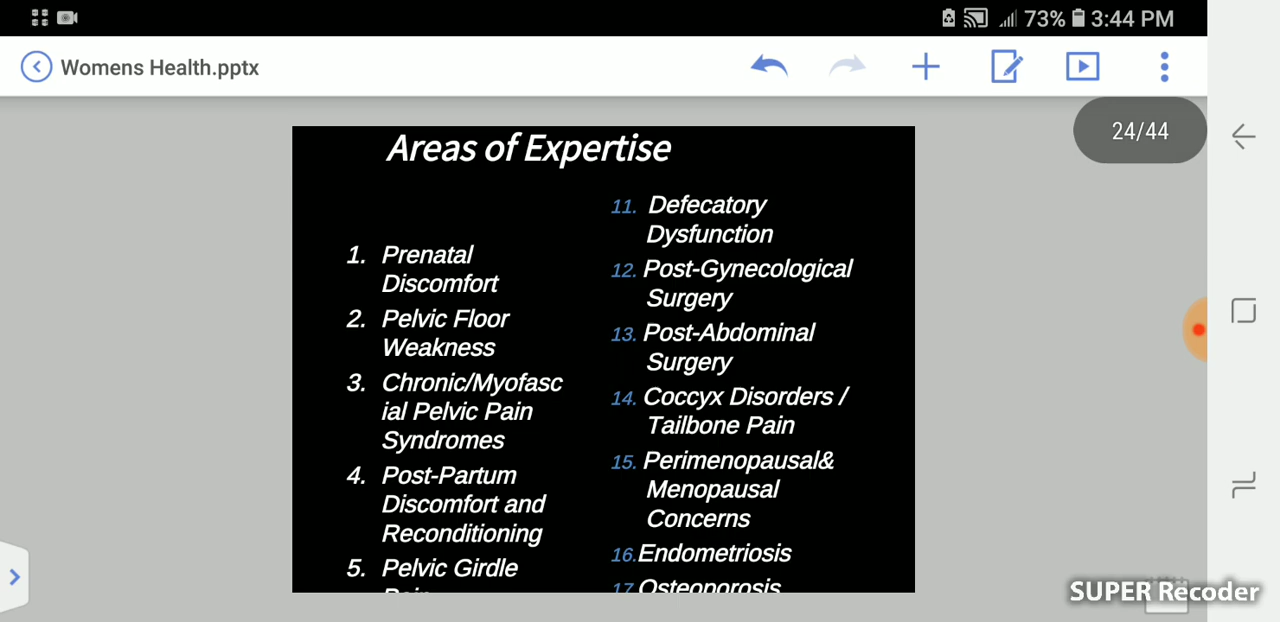 73% 3:44 PM
Womens Health.pptx
24/44
Areas of Expertise
1. Prenatal
Discomfort
2. Pelvic Floor
Weakness
3. Chronic/Myofasc
ial Pelvic Pain
Syndromes
4. Post-Partum
Discomfort and
Reconditioning
5. Pelvic Girdle
11. Defecatory
Dysfunction
12. Post-Gynecological
Surgery
13. Post-Abdominal
Surgery
14. Coccyx Disorders /
Tailbone Pain
15. Perimenopausal&
Menopausal
Concerns
16.Endometriosis
17 Osteoporosis
SUPER Recoder